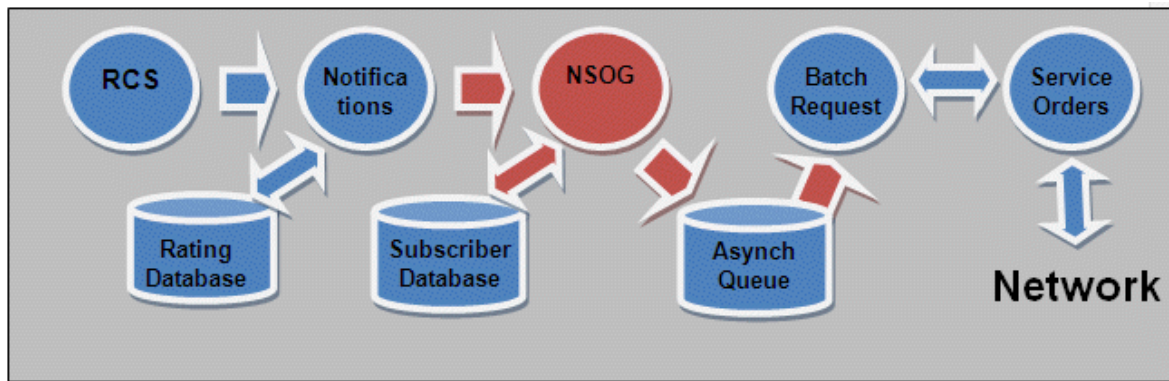 RCS
Notifica
tions
NSOG
Batch
Request
Service
Orders
Rating
Database
Subscriber
Database
Asynch
Queue
Network